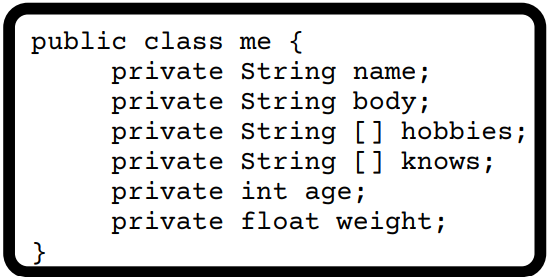 public class me {
private String name;
private String body;
private String [] hobbies;
private String [] knows;
private int age;
private float weight;
}